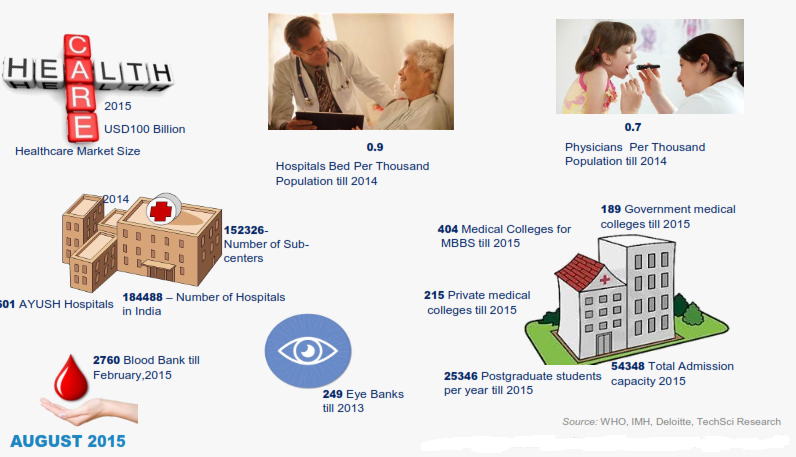 HEALTH
CARE
2015
USD100 Billion
Healthcare Market Size
0.9
Hospitals Bed Per Thousand
Population till 2014
0.7
Physicians Per Thousand
Population till 2014
2014
152326-
Number of Sub-
centers
601 AYUSH Hospitals
184488 – Number of Hospitals
in India
404 Medical Colleges for
MBBS till 2015
189 Government medical
colleges till 2015
215 Private medical
colleges till 2015
2760 Blood Bank till
February,2015
249 Eye Banks
till 2013
25346 Postgraduate students
per year till 2015
54348 Total Admission
capacity 2015
Source: WHO, IMH, Deloitte, TechSci Research
AUGUST 2015